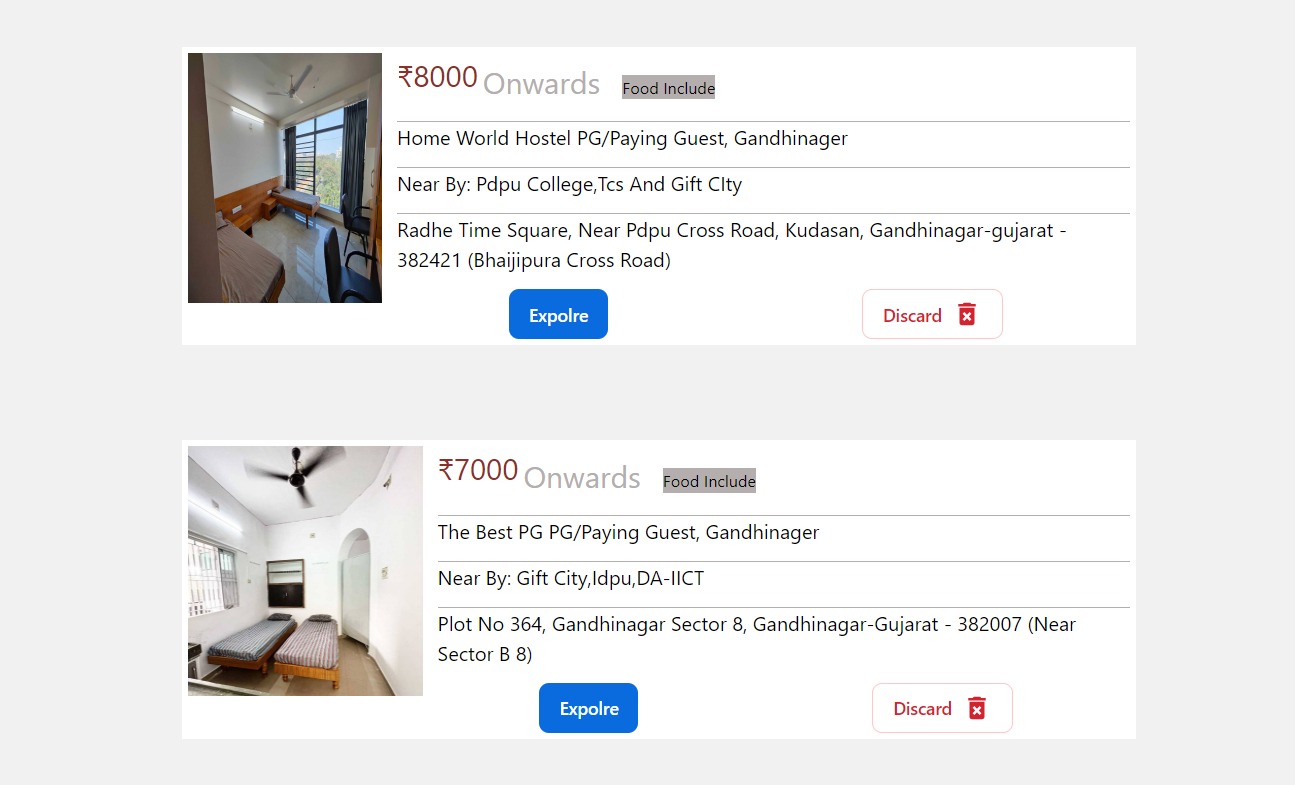 ₹8000 Onwards Food Include
Home World Hostel PG/Paying Guest, Gandhinager
Near By: Pdpu College,Tcs And Gift CIty
Radhe Time Square, Near Pdpu Cross Road, Kudasan, Gandhinagar-gujarat -
382421 (Bhaijipura Cross Road)
Expolre Discard
₹7000 Onwards Food Include
The Best PG PG/Paying Guest, Gandhinager
Near By: Gift City,Idpu,DA-IICT
Plot No 364, Gandhinagar Sector 8, Gandhinagar-Gujarat - 382007 (Near
Sector B 8)
Expolre Discard